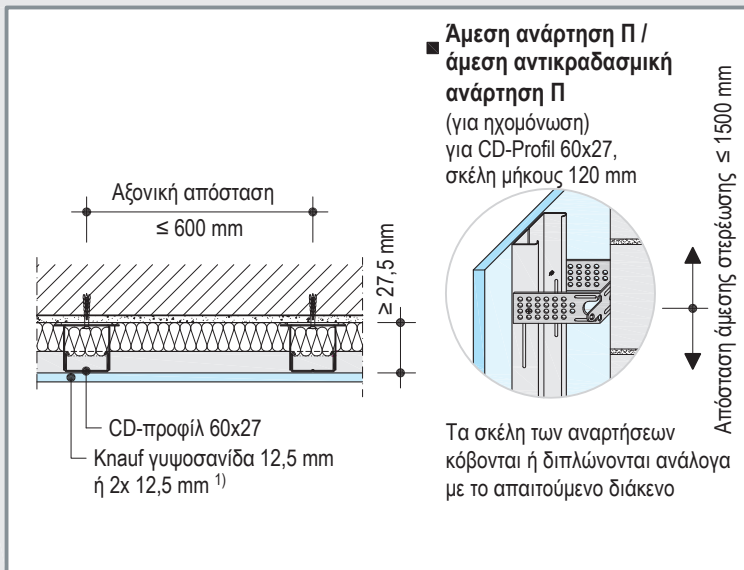 Άμεση ανάρτηση Π /
άμεση αντικραδασμική
ανάρτηση Π
(για ηχομόνωση)
για CD-Profil 60x27,
σκέλη μήκους 120 mm
Αξονική απόσταση
≤ 600 mm
≥ 27,5 mm
CD-προφίλ 60x27
Knauf γυψοσανίδα 12,5 mm
ή 2x 12,5 mm 1)
Απόσταση άμεσης στερέωσης ≤ 1500 mm
Τα σκέλη των αναρτήσεων
κόβονται ή διπλώνονται ανάλογα
με το απαιτούμενο διάκενο